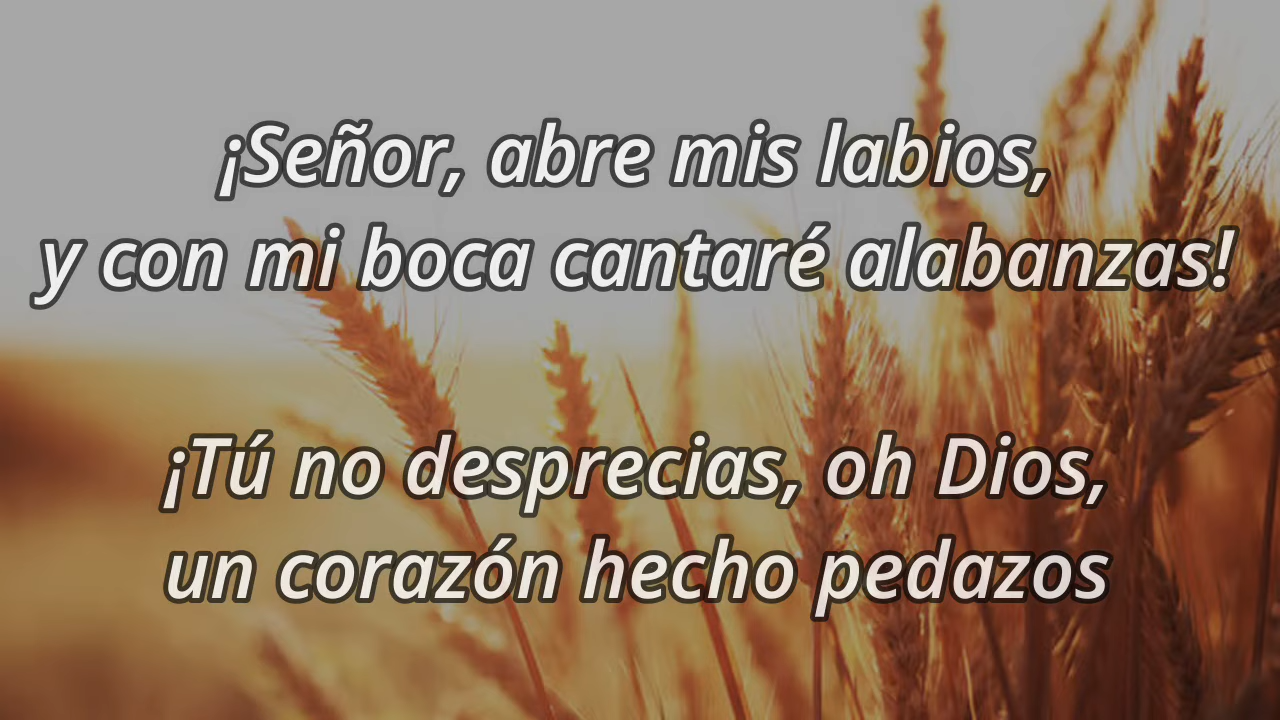 ¡Señor, abre mis labios,
y con mi boca cantaré alabanzas!
¡Tú no desprecias, oh Dios,
un corazón hecho pedazos